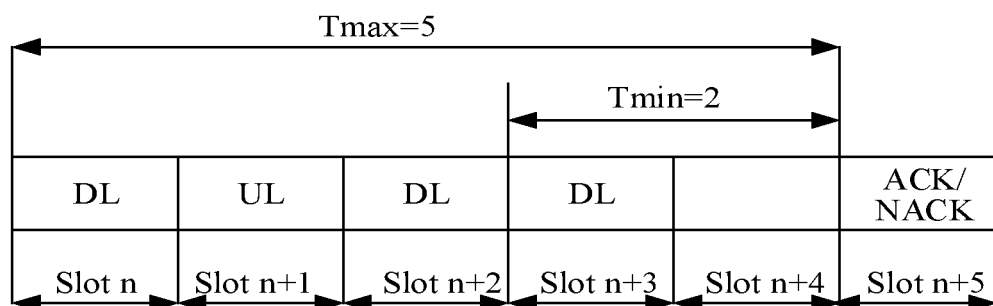 Tmax=5
Tmin=2
DL UL DL DL ACK/
NACK
Slot n Slot n+1 Slot n+2 Slot n+3 Slot n+4 Slot n+5